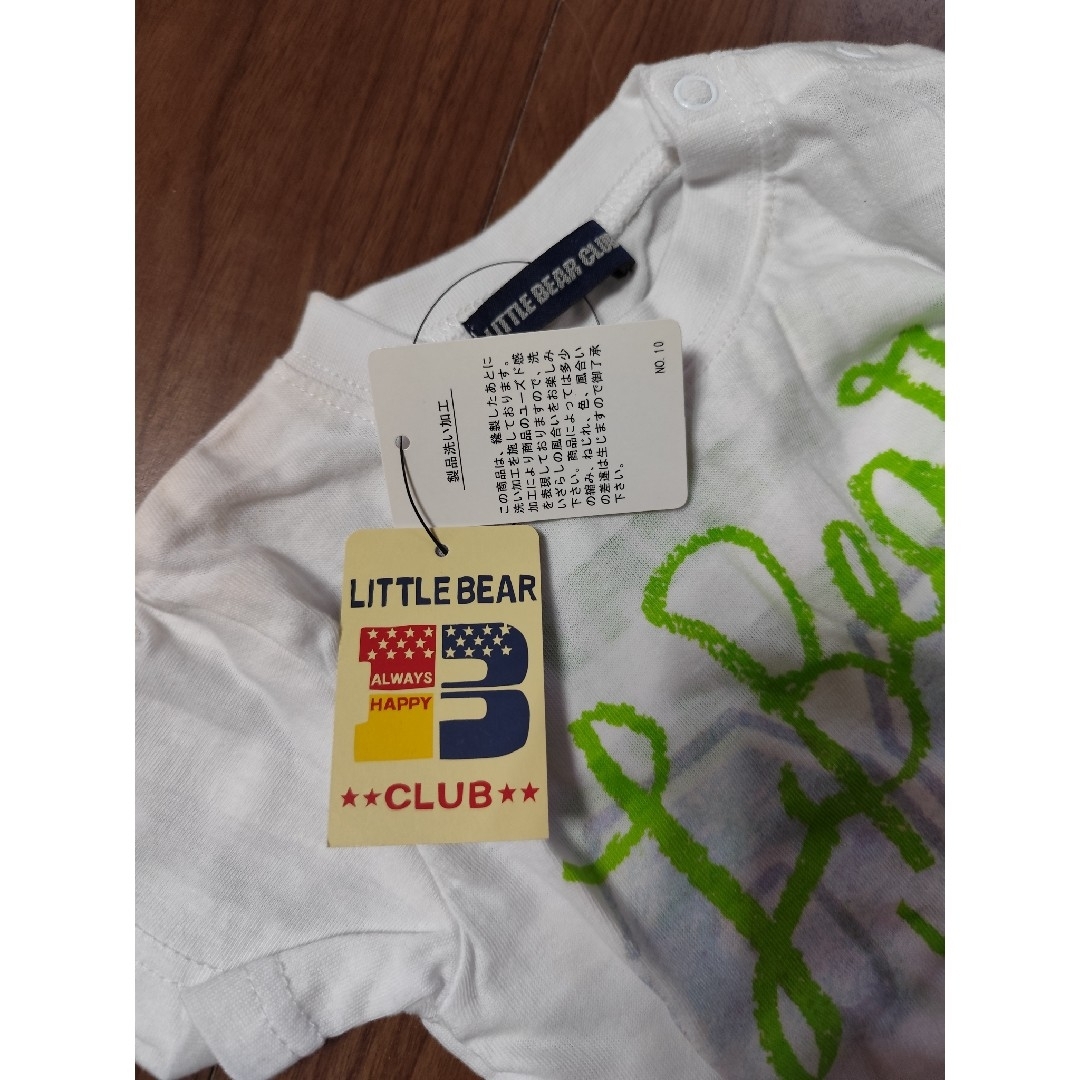 LITTLE BEAR CLUB
製品洗い加工
この商品は、縫製したあとに
洗い加工を施しております。
加工により商品のユーズド感
を表現しておりますので、洗
いざらしの風合いをお楽しみ
下さい。商品によっては多少
の縮み、ねじれ、色、風合い
の差違は生じますので御了承
下さい。
NO.10
LITTLE BEAR
ALWAYS
HAPPY
★★CLUB★★